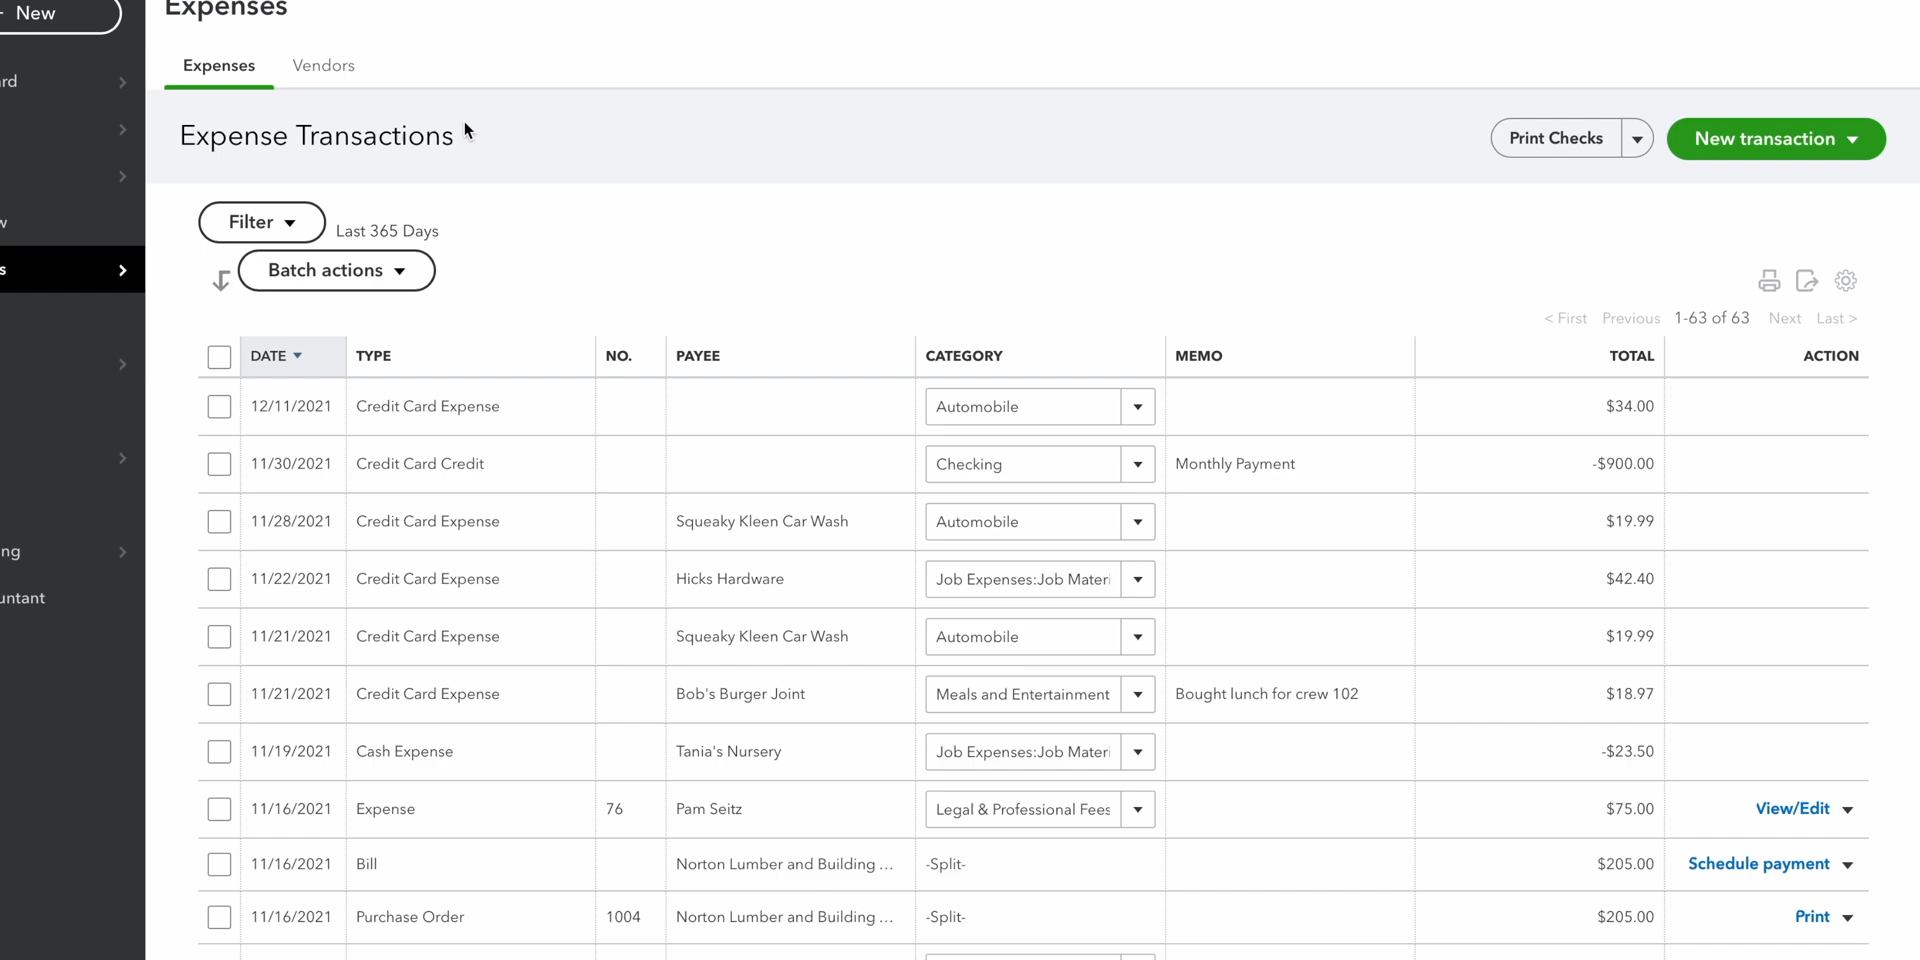 New
Expenses
Expenses Vendors
Expense Transactions
Print Checks
New transaction
Filter
Last 365 Days
Batch actions
< First Previous 1-63 of 63 Next Last >
DATE TYPE NO. PAYEE CATEGORY MEMO TOTAL ACTION
12/11/2021 Credit Card Expense Automobile $34.00
11/30/2021 Credit Card Credit Checking Monthly Payment -$900.00
11/28/2021 Credit Card Expense Squeaky Kleen Car Wash Automobile $19.99
11/22/2021 Credit Card Expense Hicks Hardware Job Expenses:Job Materi $42.40
11/21/2021 Credit Card Expense Squeaky Kleen Car Wash Automobile $19.99
11/21/2021 Credit Card Expense Bob's Burger Joint Meals and Entertainment Bought lunch for crew 102 $18.97
11/19/2021 Cash Expense Tania's Nursery Job Expenses:Job Materi -$23.50
11/16/2021 Expense 76 Pam Seitz Legal & Professional Fees $75.00 View/Edit
11/16/2021 Bill Norton Lumber and Building ... -Split- $205.00 Schedule payment
11/16/2021 Purchase Order 1004 Norton Lumber and Building ... -Split- $205.00 Print
rd
w
s
ng
untant